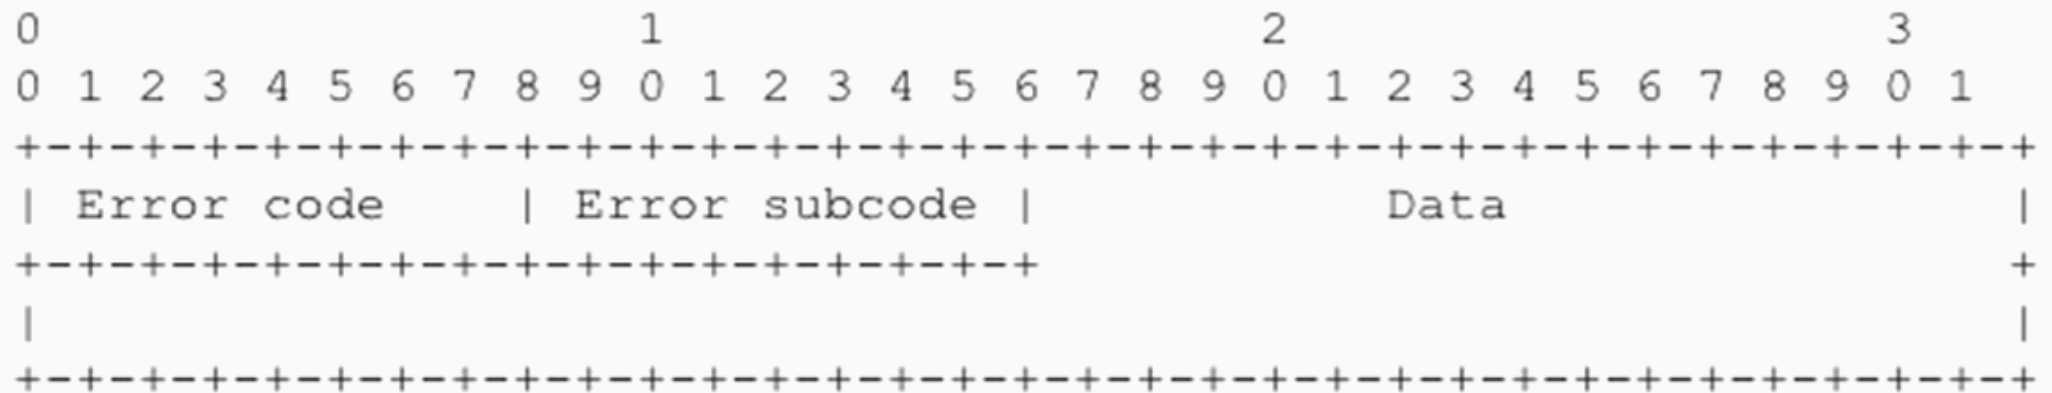 0                   1                   2                   3
0 1 2 3 4 5 6 7 8 9 0 1 2 3 4 5 6 7 8 9 0 1 2 3 4 5 6 7 8 9 0 1
+-+-+-+-+-+-+-+-+-+-+-+-+-+-+-+-+-+-+-+-+-+-+-+-+-+-+-+-+-+-+-+-+
| Error code    | Error subcode |           Data                |
+-+-+-+-+-+-+-+-+-+-+-+-+-+-+-+-+                               +
|                                                               |
+-+-+-+-+-+-+-+-+-+-+-+-+-+-+-+-+-+-+-+-+-+-+-+-+-+-+-+-+-+-+-+-+